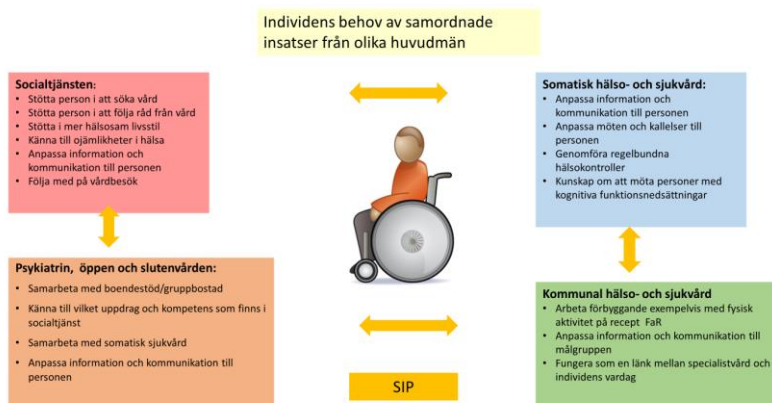 Individens behov av samordnade
insatser från olika huvudmän
Socialtjänsten:
• Stötta person i att söka vård
• Stötta person i att följa råd från vård
• Stötta i mer hälsosam livsstil
• Känna till ojämlikheter i hälsa
• Anpassa information och
kommunikation till personen
• Följa med på vårdbesök
Somatisk hälso- och sjukvård:
• Anpassa information och
kommunikation till personen
• Anpassa möten och kallelser till
personen
• Genomföra regelbundna
hälsokontroller
• Kunskap om att möta personer med
kognitiva funktionsnedsättningar
Psykiatrin, öppen och slutenvården:
• Samarbeta med boendestöd/gruppbostad
• Känna till vilket uppdrag och kompetens som finns i
socialtjänst
• Samarbeta med somatisk sjukvård
• Anpassa information och kommunikation till
personen
Kommunal hälso- och sjukvård
• Arbeta förbyggande exempelvis med fysisk
aktivitet på recept FaR
• Anpassa information och kommunikation till
målgruppen
• Fungera som en länk mellan specialistvård och
individens vardag
SIP